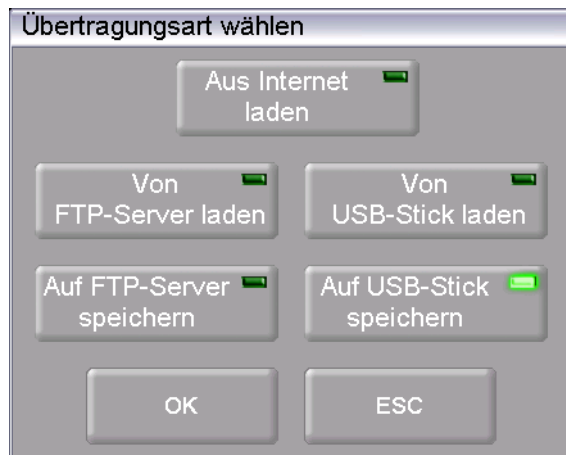 Übertragungsart wählen
Aus Internet
laden
Von
FTP-Server laden
Von
USB-Stick laden
Auf FTP-Server
speichern
Auf USB-Stick
speichern
OK
ESC